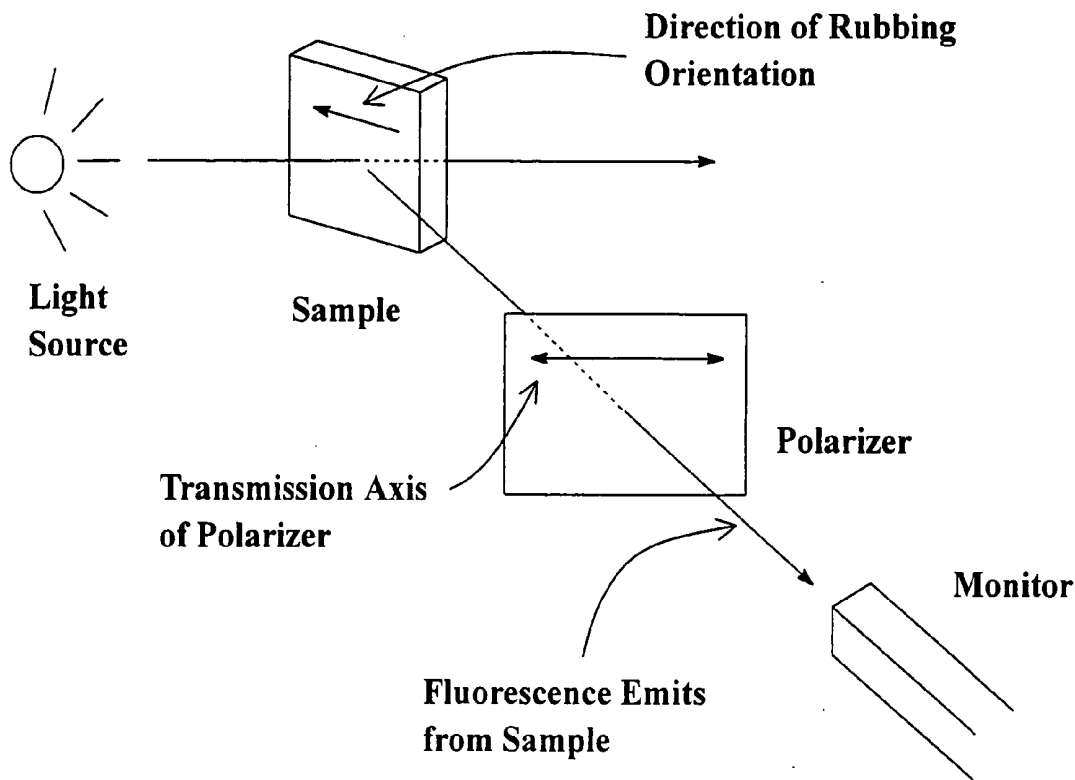 Direction of Rubbing
Orientation
Light
Source
Sample
Polarizer
Transmission Axis
of Polarizer
Monitor
Fluorescence Emits
from Sample